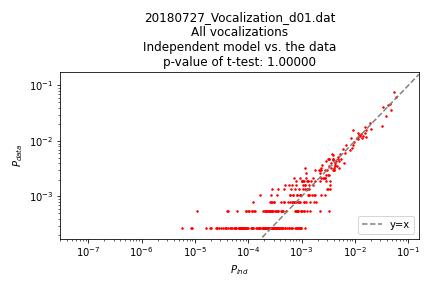 20180727_Vocalization_d01.dat
All vocalizations
Independent model vs. the data
p-value of t-test: 1.00000
10⁻¹
10⁻²
10⁻³
P_data
y=x
10⁻⁷ 10⁻⁶ 10⁻⁵ 10⁻⁴ 10⁻³ 10⁻² 10⁻¹
P_ind